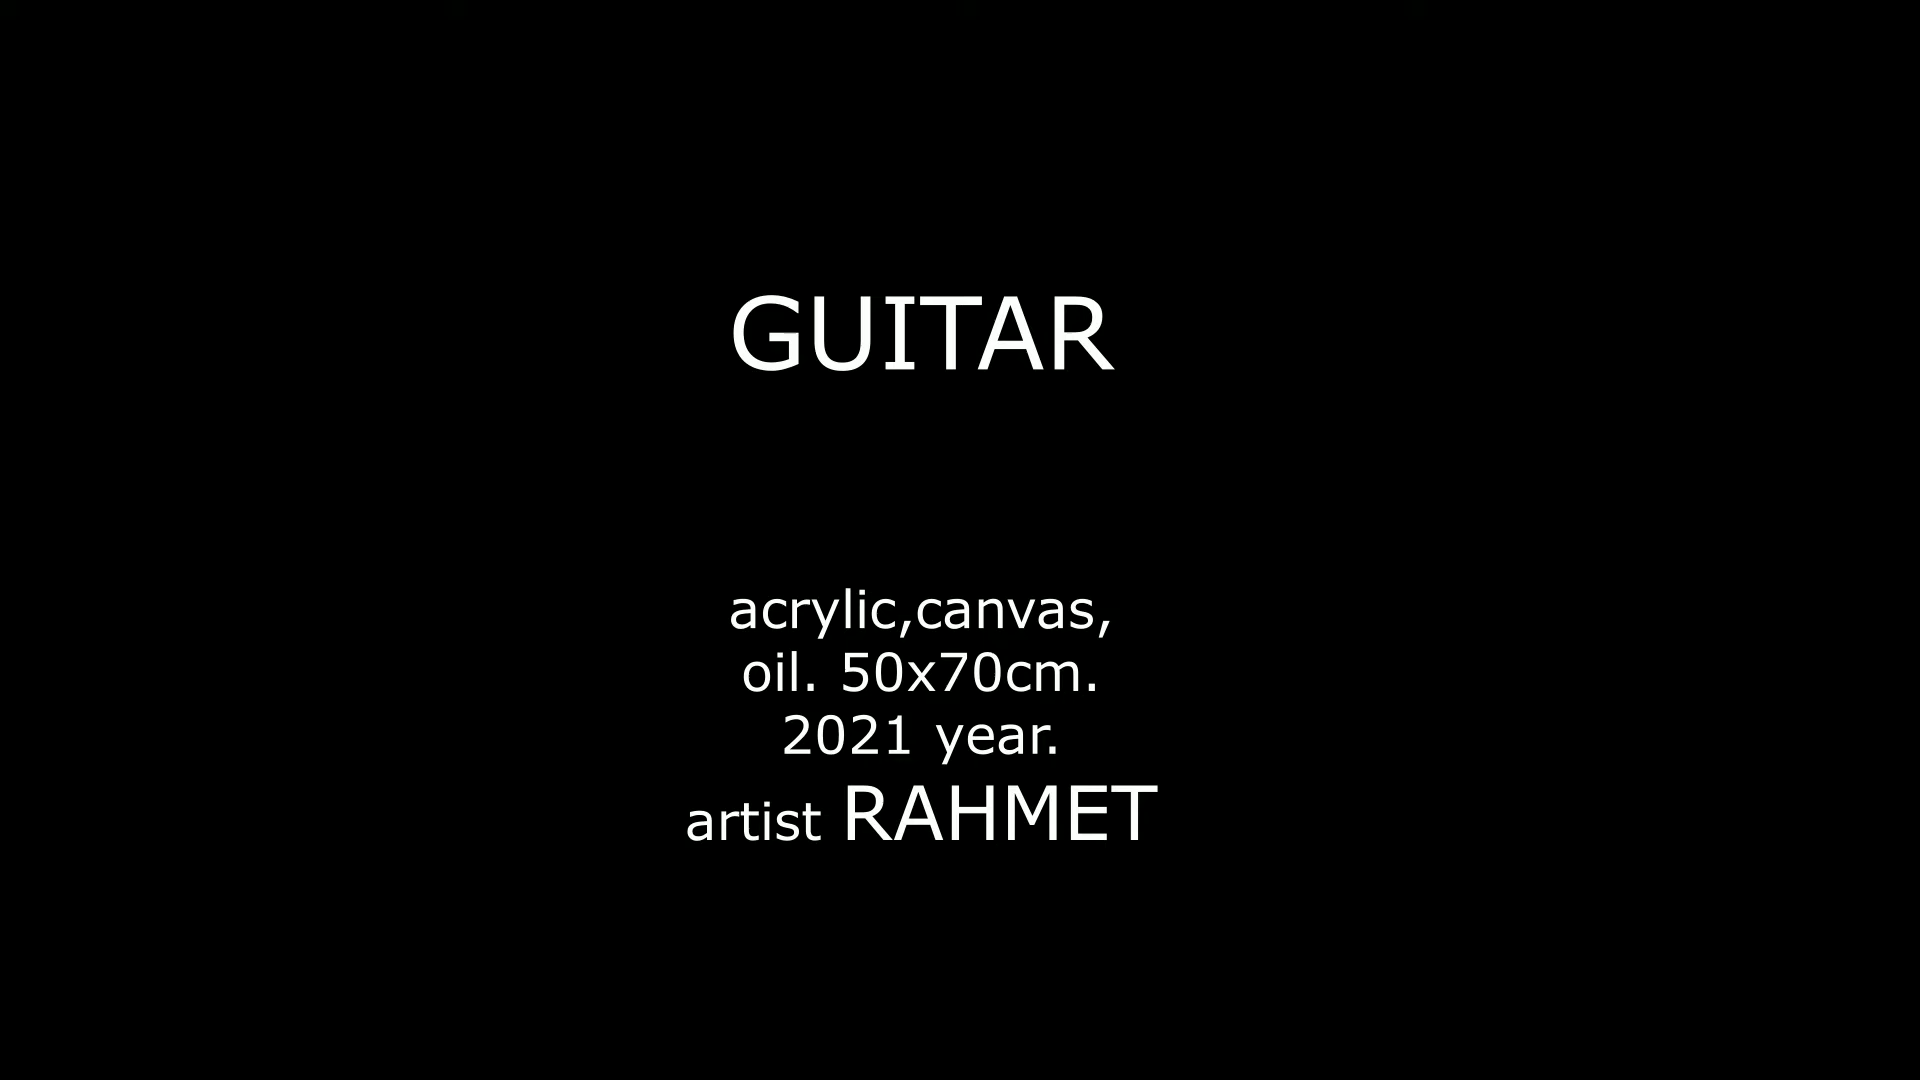 GUITAR
acrylic,canvas,
oil. 50x70cm.
2021 year.
artist RAHMET